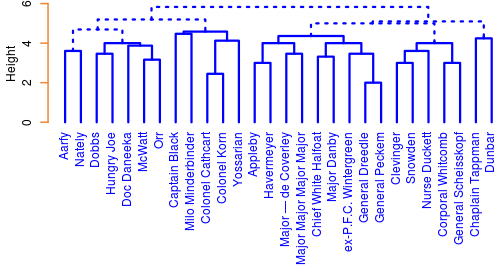 6
4
2
0
Height
Aarfy
Nately
Dobbs
Hungry Joe
Doc Daneeka
McWatt
Orr
Captain Black
Milo Minderbinder
Colonel Cathcart
Colonel Korn
Yossarian
Appleby
Havermeyer
Major — de Coverley
Major Major Major Major
Chief White Halfoat
Major Danby
ex-P.F.C. Wintergreen
General Dreedle
General Peckem
Clevinger
Snowden
Nurse Duckett
Corporal Whitcomb
General Scheisskopf
Chaplain Tappman
Dunbar